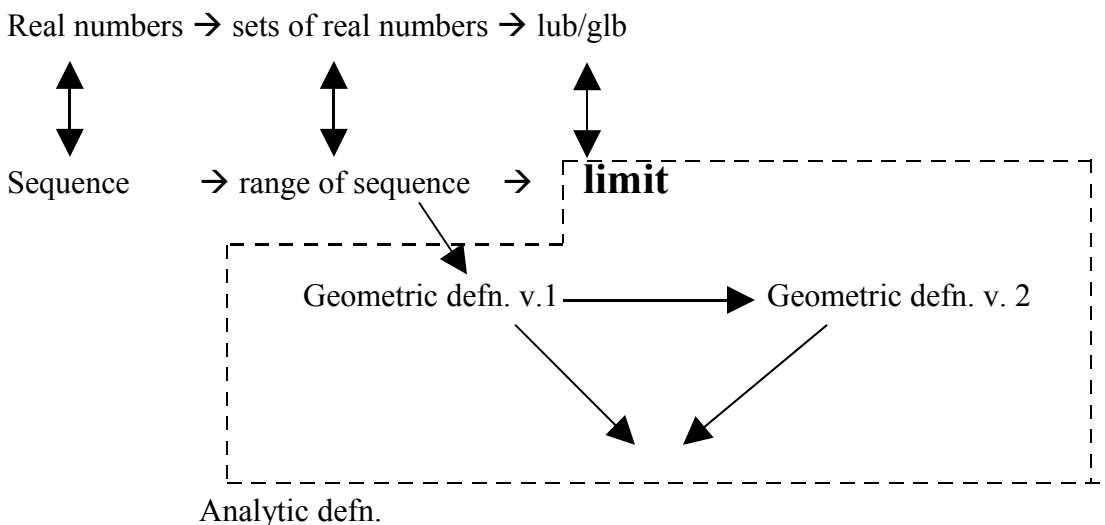 Real numbers → sets of real numbers → lub/glb
Sequence → range of sequence → limit
Geometric defn. v.1 Geometric defn. v. 2
Analytic defn.